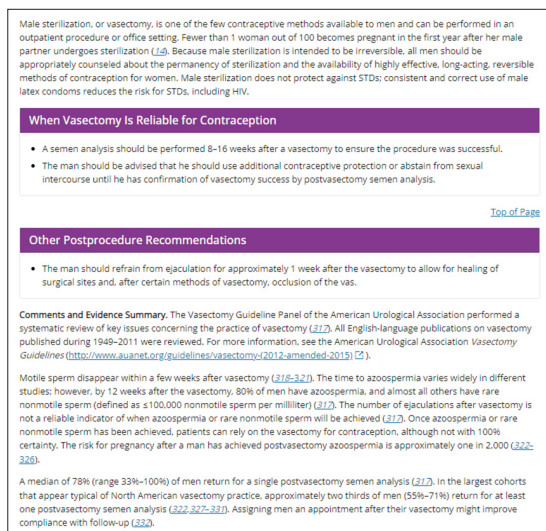 Male sterilization, or vasectomy, is one of the few contraceptive methods available to men and can be performed in an
outpatient procedure or office setting. Fewer than 1 woman out of 100 becomes pregnant in the first year after her male
partner undergoes sterilization (14). Because male sterilization is intended to be irreversible, all men should be
appropriately counseled about the permanency of sterilization and the availability of highly effective, long-acting, reversible
methods of contraception for women. Male sterilization does not protect against STDs; consistent and correct use of male
latex condoms reduces the risk for STDs, including HIV.
When Vasectomy Is Reliable for Contraception
• A semen analysis should be performed 8–16 weeks after a vasectomy to ensure the procedure was successful.
• The man should be advised that he should use additional contraceptive protection or abstain from sexual
intercourse until he has confirmation of vasectomy success by postvasectomy semen analysis.
Top of Page
Other Postprocedure Recommendations
• The man should refrain from ejaculation for approximately 1 week after the vasectomy to allow for healing of
surgical sites and, after certain methods of vasectomy, occlusion of the vas.
Comments and Evidence Summary. The Vasectomy Guideline Panel of the American Urological Association performed a
systematic review of key issues concerning the practice of vasectomy (317). All English-language publications on vasectomy
published during 1949–2011 were reviewed. For more information, see the American Urological Association Vasectomy
Guidelines (http://www.auanet.org/guidelines/vasectomy-(2012-amended-2015) ).
Motile sperm disappear within a few weeks after vasectomy (318–321). The time to azoospermia varies widely in different
studies; however, by 12 weeks after the vasectomy, 80% of men have azoospermia, and almost all others have rare
nonmotile sperm (defined as ≤100,000 nonmotile sperm per milliliter) (317). The number of ejaculations after vasectomy is
not a reliable indicator of when azoospermia or rare nonmotile sperm will be achieved (317). Once azoospermia or rare
nonmotile sperm has been achieved, patients can rely on the vasectomy for contraception, although not with 100%
certainty. The risk for pregnancy after a man has achieved postvasectomy azoospermia is approximately one in 2,000 (322–
326).
A median of 78% (range 33%–100%) of men return for a single postvasectomy semen analysis (317). In the largest cohorts
that appear typical of North American vasectomy practice, approximately two thirds of men (55%–71%) return for at least
one postvasectomy semen analysis (322,327–331). Assigning men an appointment after their vasectomy might improve
compliance with follow-up (332).